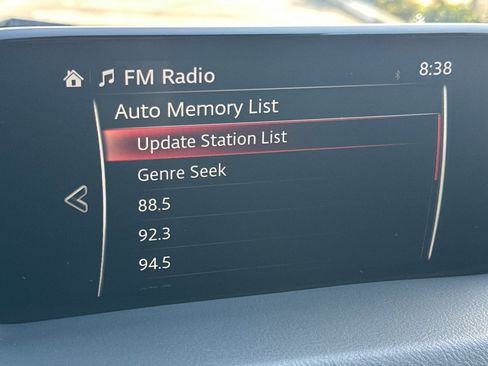 FM Radio
8:38
Auto Memory List
Update Station List
Genre Seek
88.5
92.3
94.5